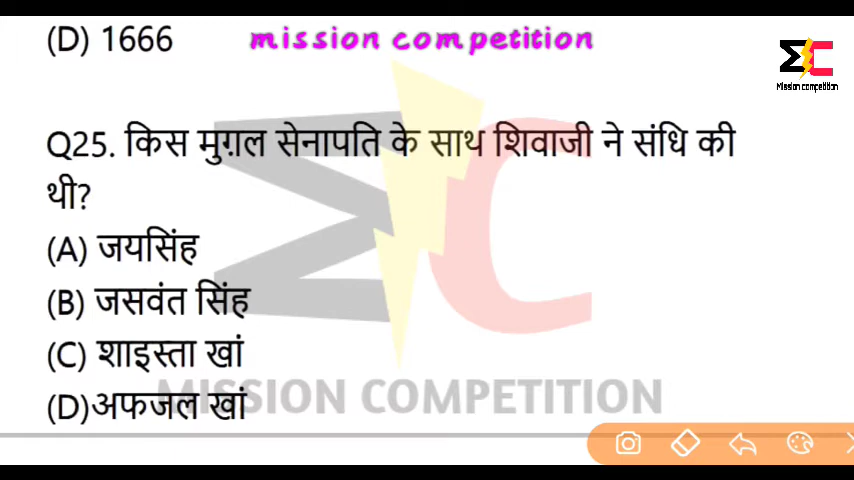 (D) 1666
mission competition
Mission competition
Q25. किस मुग़ल सेनापति के साथ शिवाजी ने संधि की
थी?
(A) जयसिंह
(B) जसवंत सिंह
(C) शाइस्ता खां
MISSION COMPETITION
(D)अफजल खां